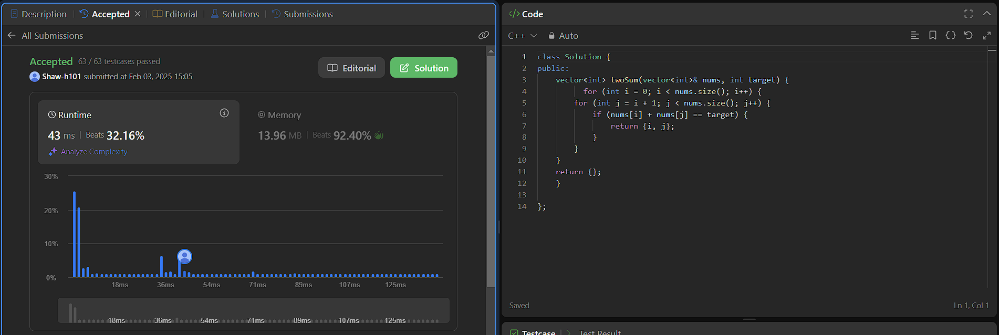 Description Accepted Editorial Solutions Submissions
All Submissions
Accepted 63 / 63 testcases passed
Shaw-h101 submitted at Feb 03, 2025 15:05
Editorial Solution
Runtime
43 ms Beats 32.16%
Analyze Complexity
Memory
13.96 MB Beats 92.40%
30%
20%
10%
0%
18ms 36ms 54ms 71ms 89ms 107ms 125ms
18ms 36ms 54ms 71ms 89ms 107ms 125ms
</> Code
C++ Auto
1 class Solution {
2 public:
3 vector<int> twoSum(vector<int>& nums, int target) {
4 for (int i = 0; i < nums.size(); i++) {
5 for (int j = i + 1; j < nums.size(); j++) {
6 if (nums[i] + nums[j] == target) {
7 return {i, j};
8 }
9 }
10 }
11 return {};
12 }
13
14 };
Saved Ln 1, Col 1
Testcase Test Result